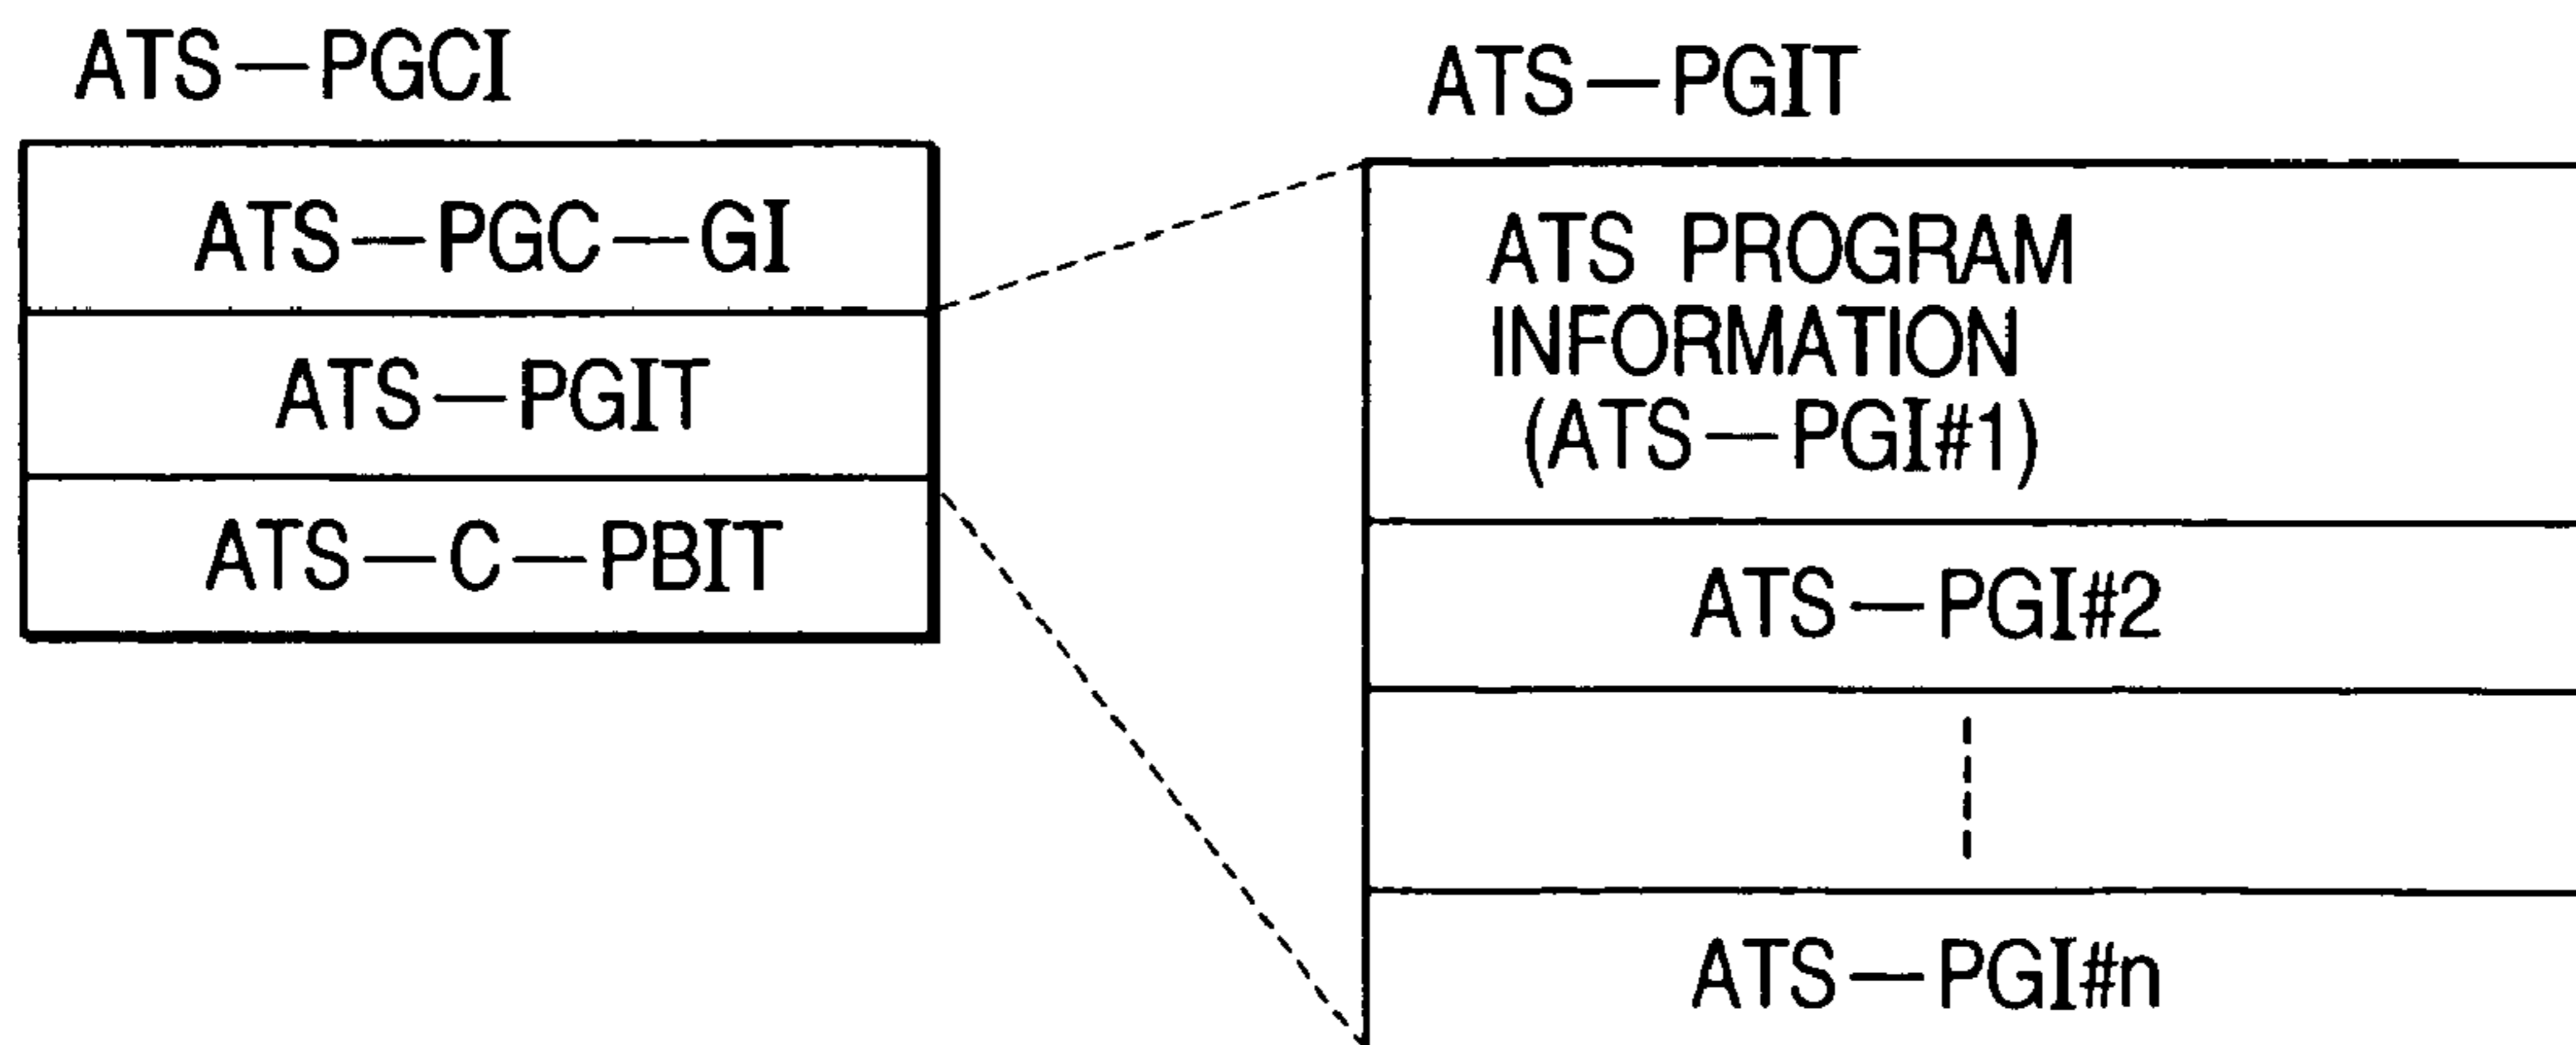 ATS—PGCI
ATS—PGC—GI
ATS—PGIT
ATS—C—PBIT
ATS—PGIT
ATS PROGRAM
INFORMATION
(ATS—PGI#1)
ATS—PGI#2
ATS—PGI#n